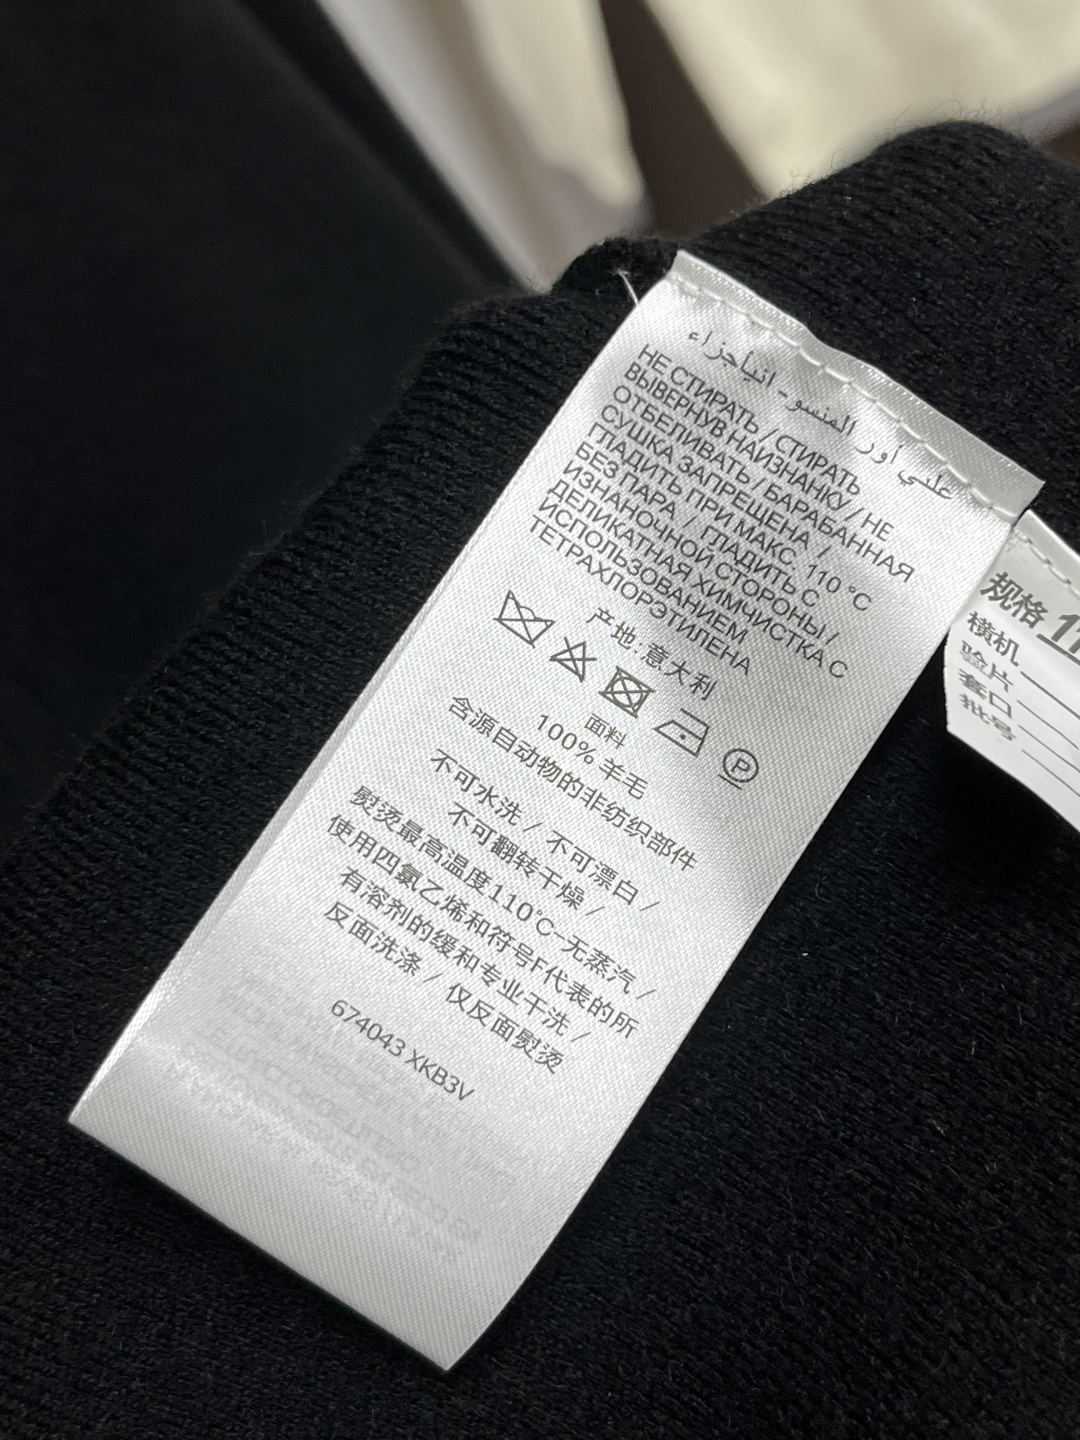 НЕ СТИРАТЬ / СТИРАТЬ
ВЫВЕРНУВ НАИЗНАНКУ / НЕ
ОТБЕЛИВАТЬ / БАРАБАННАЯ
СУШКА ЗАПРЕЩЕНА /
ГЛАДИТЬ ПРИ МАКС. 110 °C
БЕЗ ПАРА / ГЛАДИТЬ С
ИЗНАНОЧНОЙ СТОРОНЫ /
ДЕЛИКАТНАЯ ХИМЧИСТКА С
ИСПОЛЬЗОВАНИЕМ
ТЕТРАХЛОРЭТИЛЕНА
产地:意大利
P
面料
100% 羊毛
含源自动物的非纺织部件
不可水洗 / 不可漂白 /
不可翻转干燥 /
熨烫最高温度110℃-无蒸汽 /
使用四氯乙烯和符号F代表的所
有溶剂的缓和专业干洗 /
反面洗涤 / 仅反面熨烫
674043 XKB3V
规格
横机
验片
套口
批号